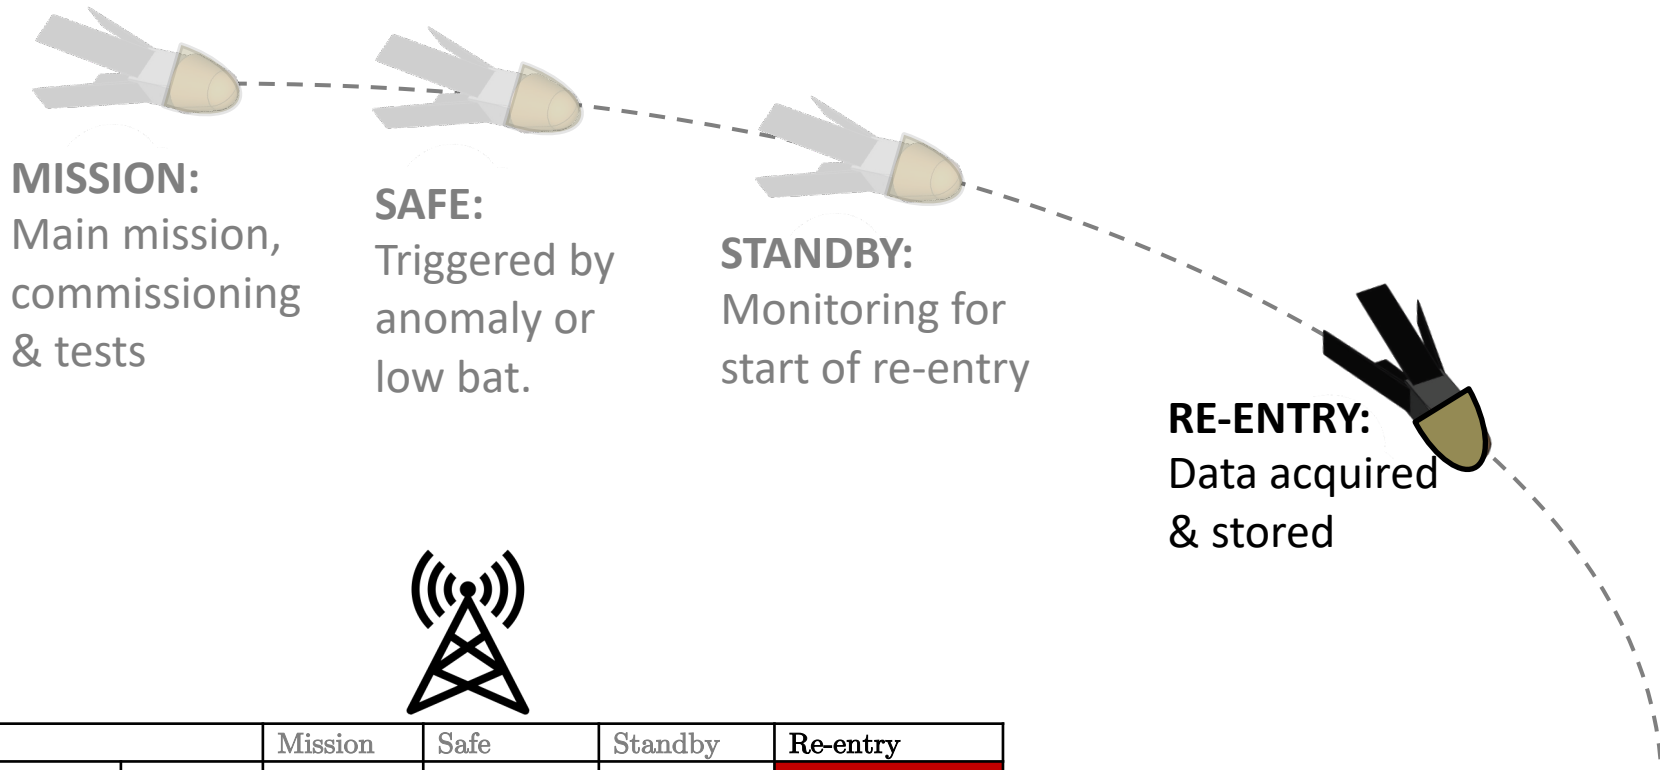 MISSION:
Main mission,
commissioning
& tests
SAFE:
Triggered by
anomaly or
low bat.
STANDBY:
Monitoring for
start of re-entry
RE-ENTRY:
Data acquired
& stored
Mission Safe Standby Re-entry